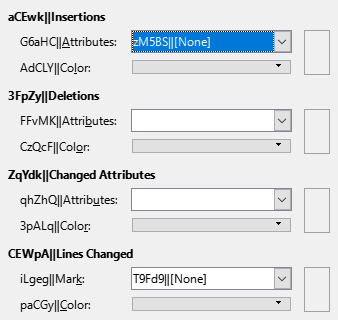 aCEwk||Insertions
G6aHC||Attributes: zM5BS||[None]
AdCLY||Color:
3FpZy||Deletions
FFvMK||Attributes:
CzQcF||Color:
ZqYdk||Changed Attributes
qhZhQ||Attributes:
3pALq||Color:
CEWpA||Lines Changed
iLgeg||Mark: T9Fd9||[None]
paCGy||Color: